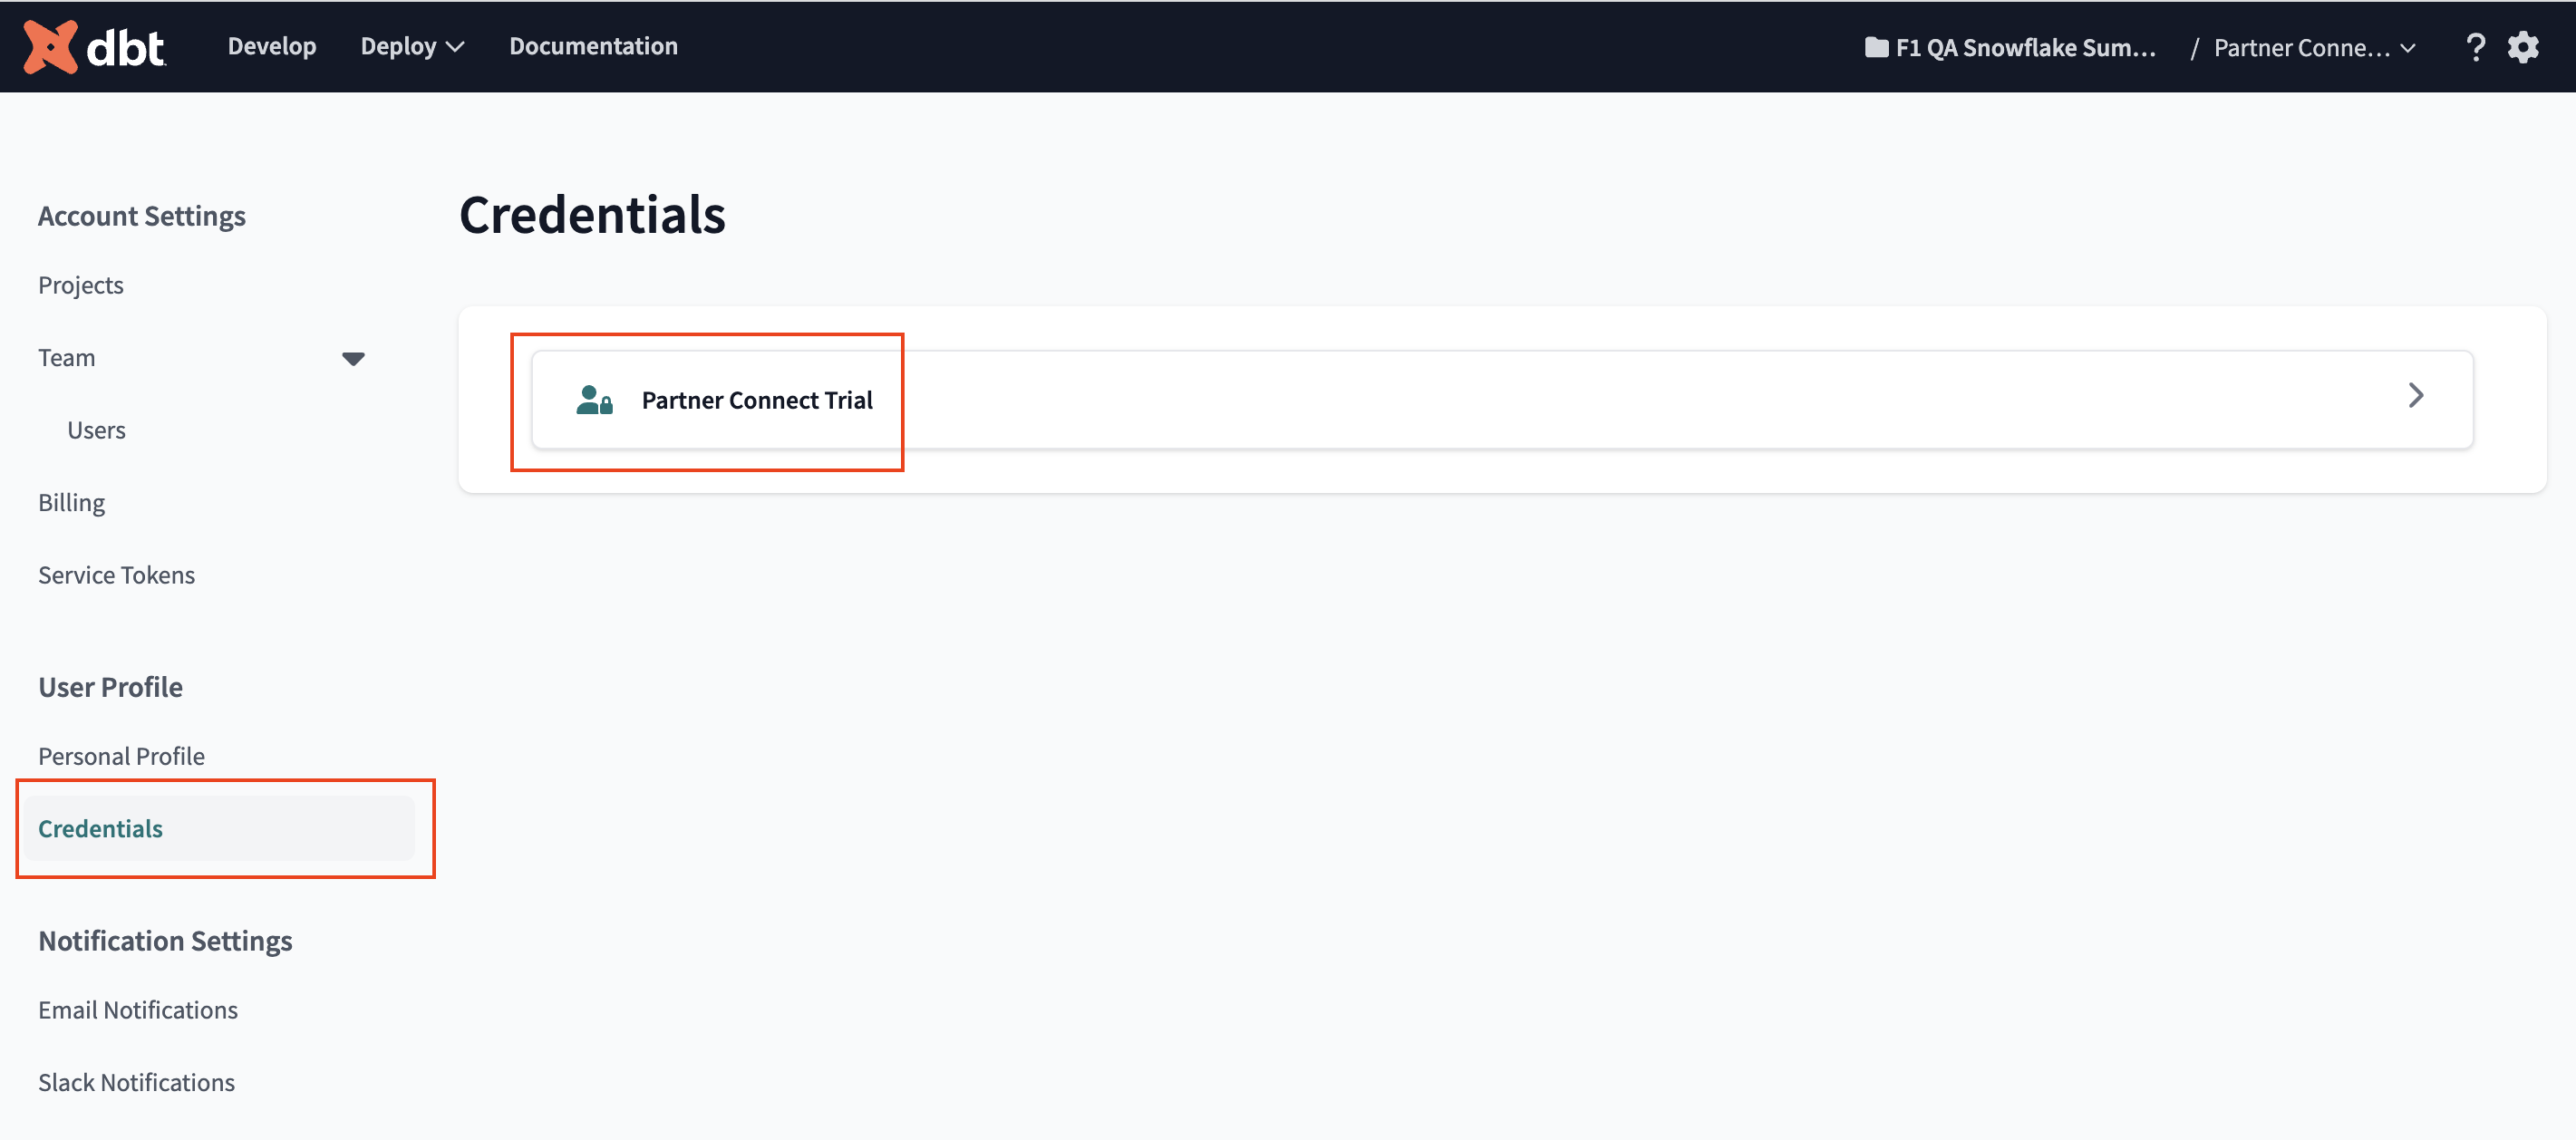 dbt Develop Deploy Documentation F1 QA Snowflake Sum... / Partner Conne... ?
Account Settings
Projects
Team
Users
Billing
Service Tokens
User Profile
Personal Profile
Credentials
Notification Settings
Email Notifications
Slack Notifications
Credentials
Partner Connect Trial